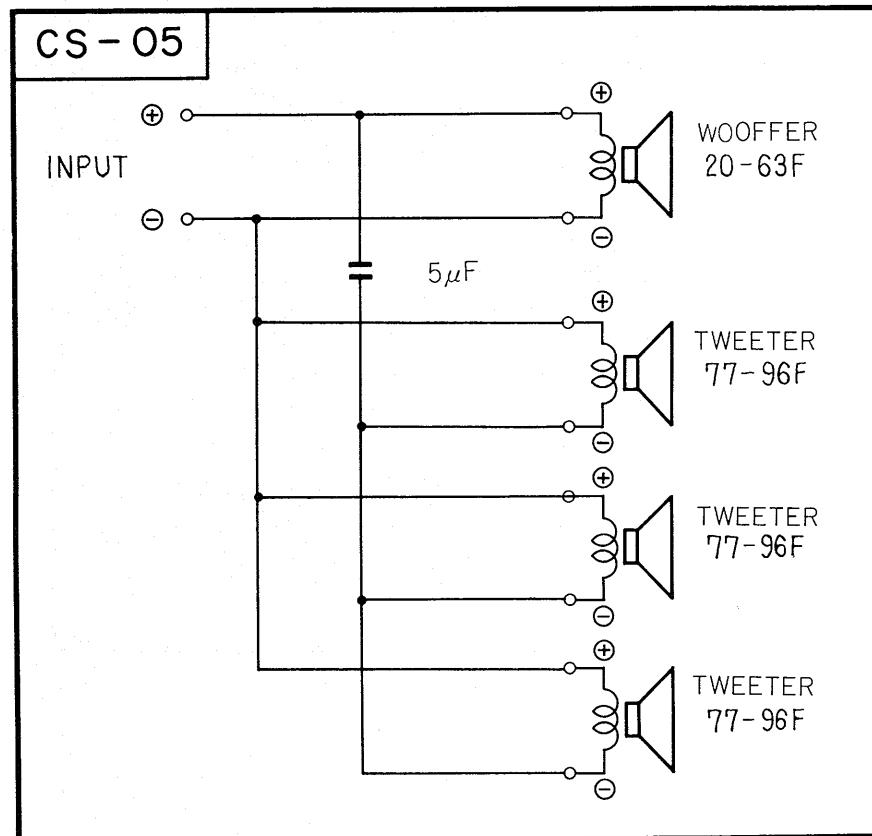 CS-05
⊕
INPUT
⊖
⊕
WOOFFER
20-63F
⊖
5μF
⊕
TWEETER
77-96F
⊖
⊕
TWEETER
77-96F
⊖
⊕
TWEETER
77-96F
⊖